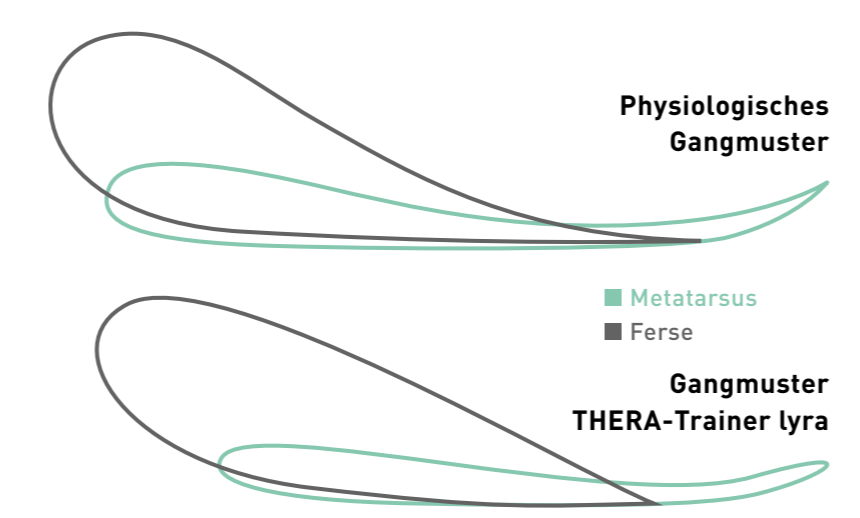 Physiologisches
Gangmuster
Metatarsus
Ferse
Gangmuster
THERA-Trainer lyra